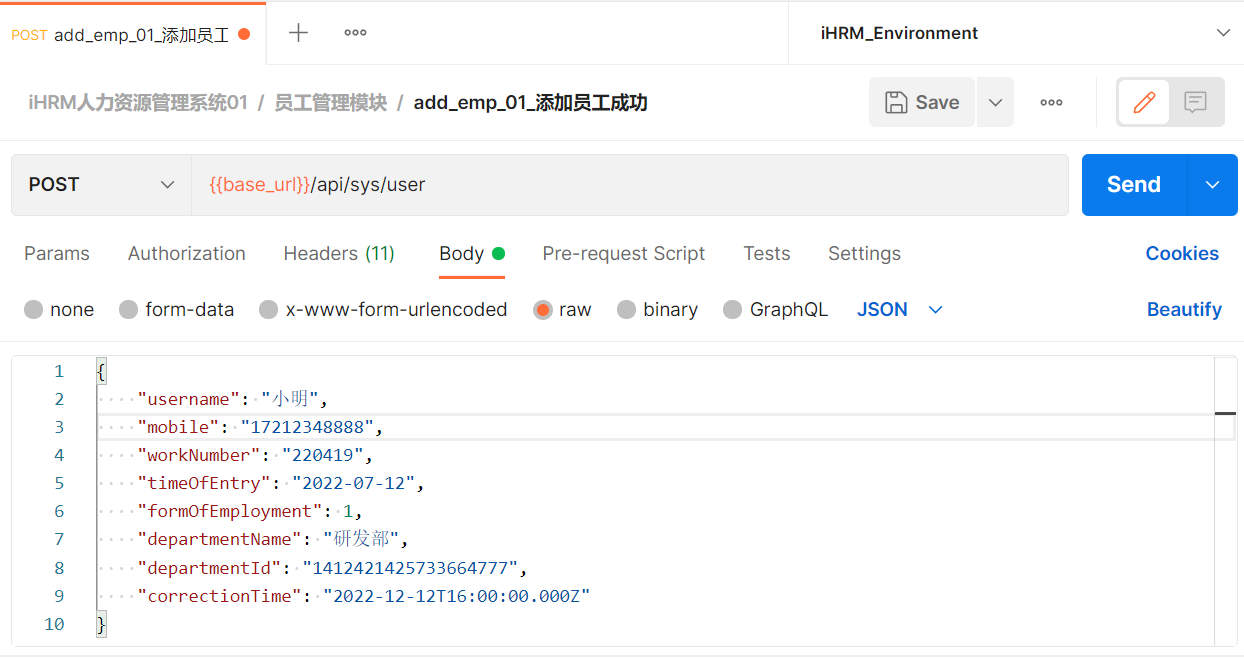 POST add_emp_01_添加员工
iHRM_Environment
iHRM人力资源管理系统01 / 员工管理模块 / add_emp_01_添加员工成功
Save
POST
{{base_url}}/api/sys/user
Send
Params Authorization Headers (11) Body Pre-request Script Tests Settings Cookies
none form-data x-www-form-urlencoded raw binary GraphQL JSON Beautify
1 {
2 "username": "小明",
3 "mobile": "17212348888",
4 "workNumber": "220419",
5 "timeOfEntry": "2022-07-12",
6 "formOfEmployment": 1,
7 "departmentName": "研发部",
8 "departmentId": "1412421425733664777",
9 "correctionTime": "2022-12-12T16:00:00.000Z"
10 }